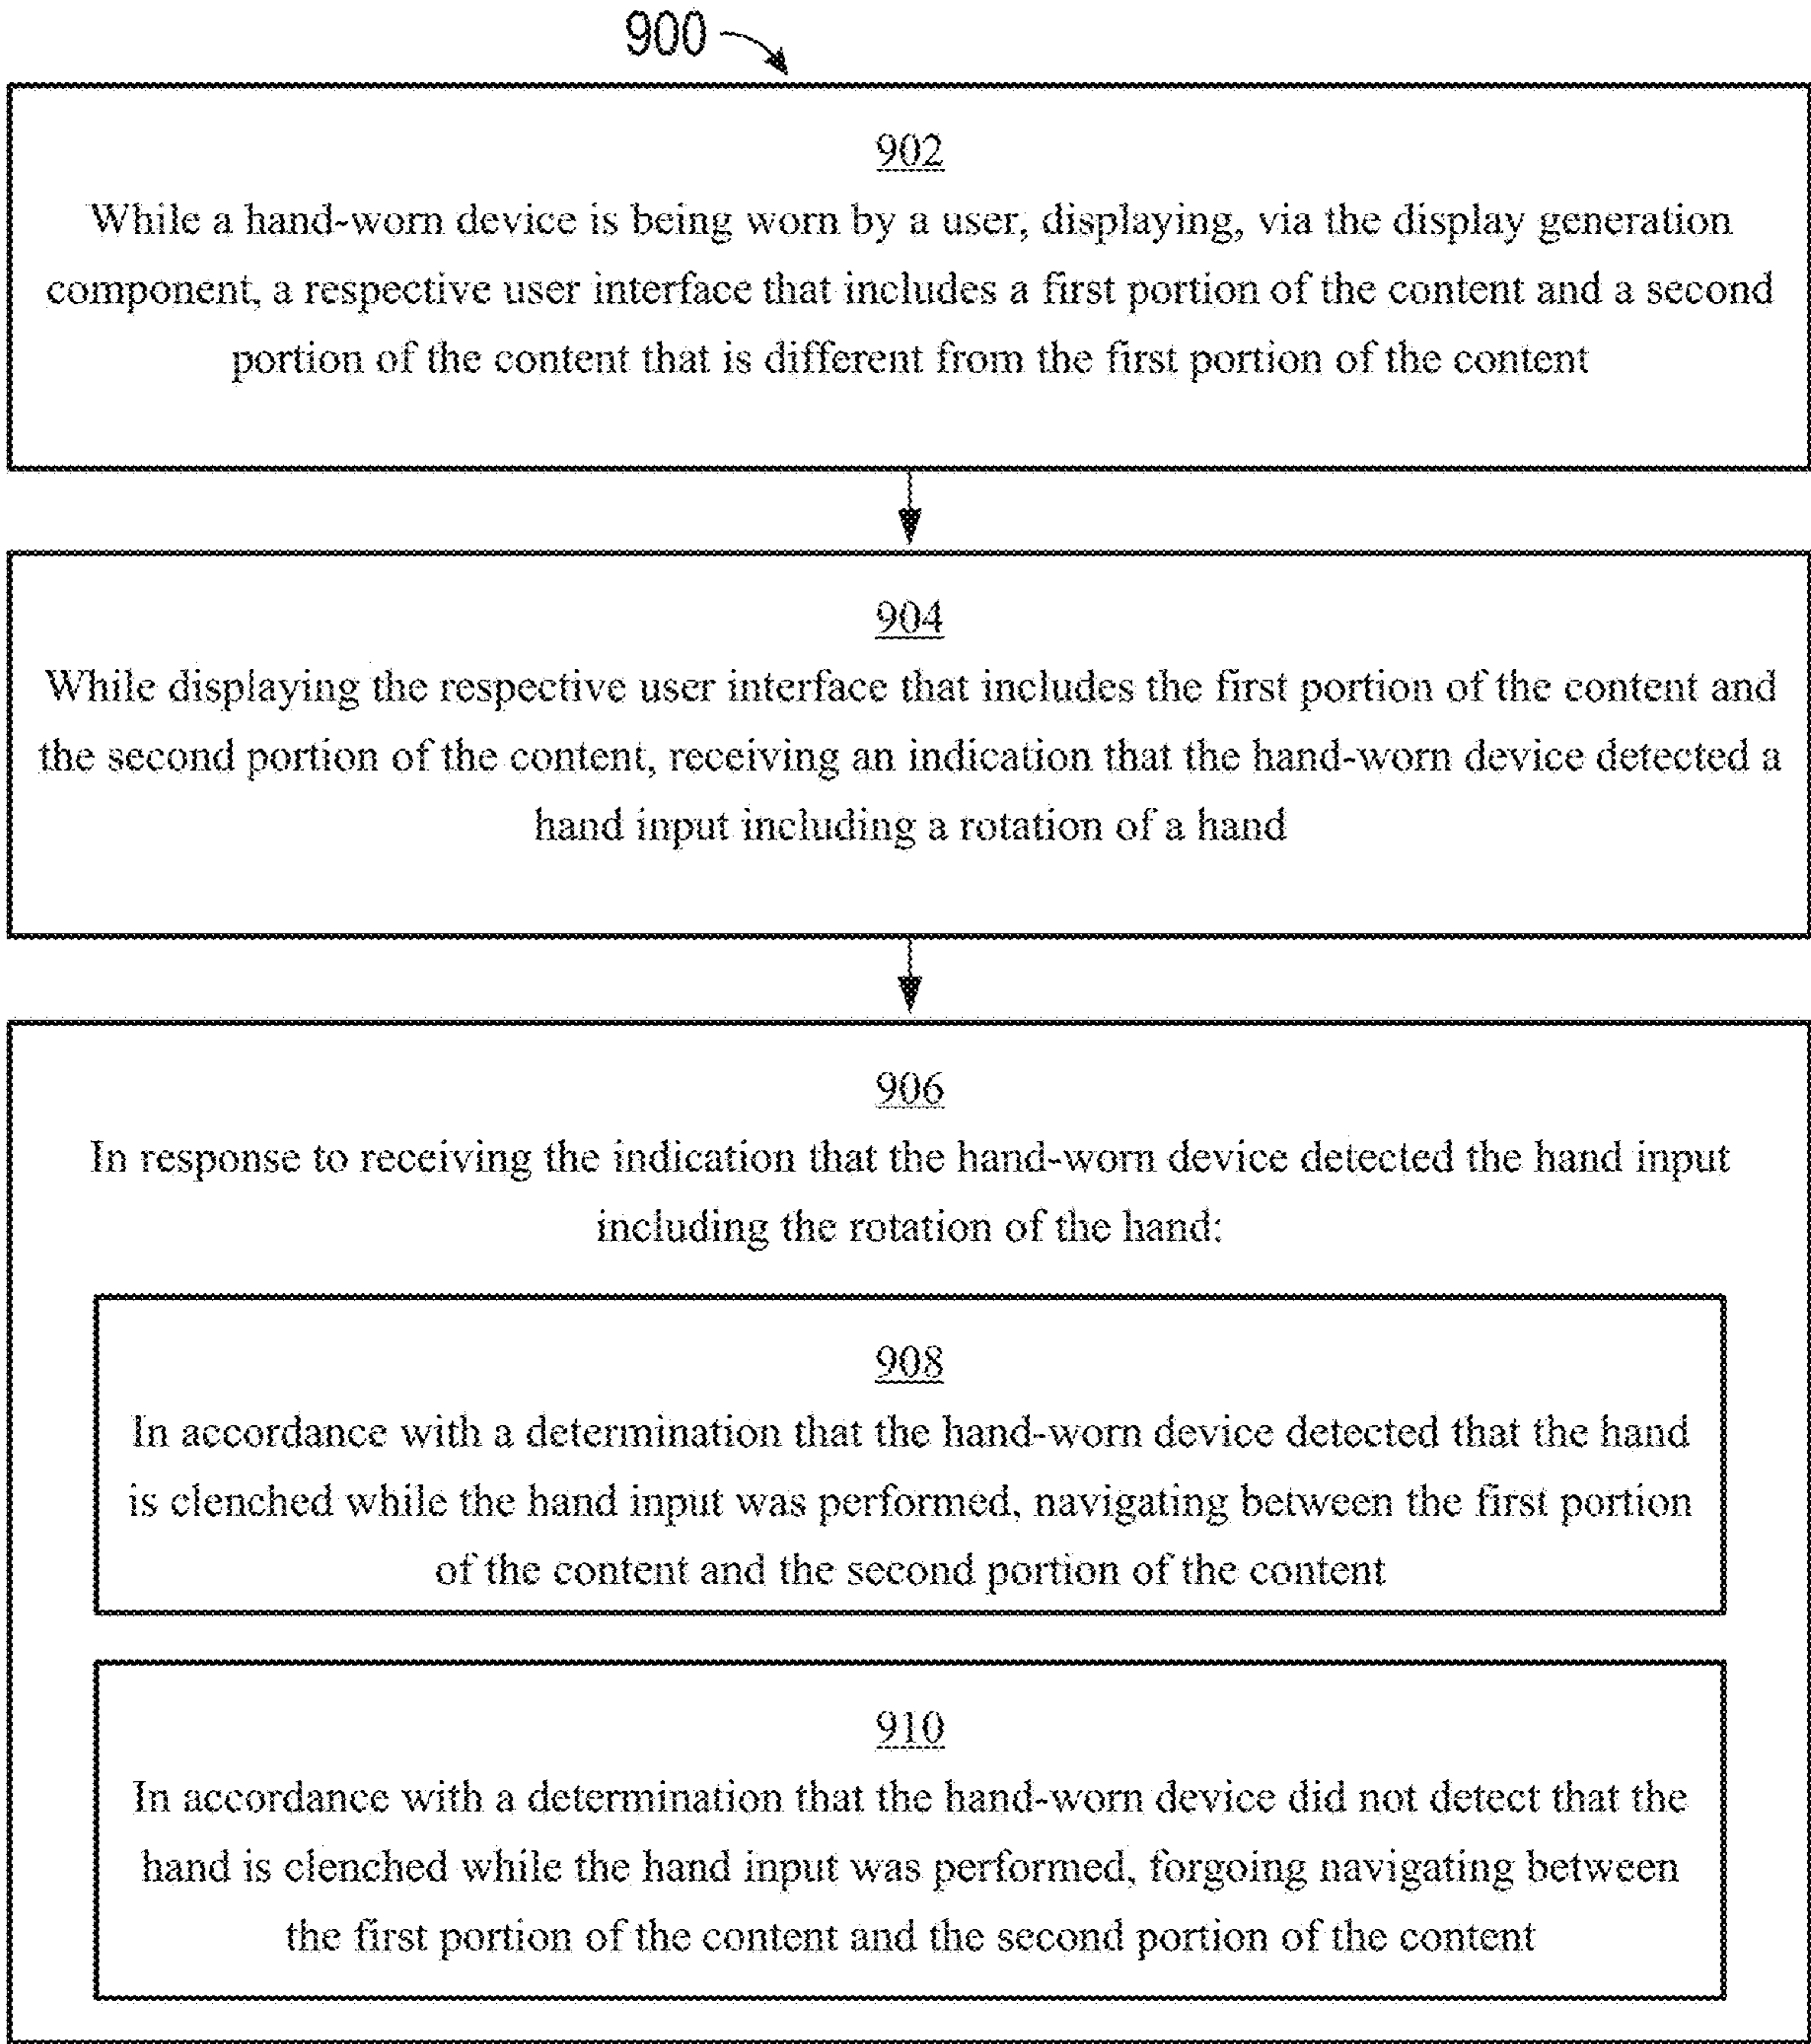 900
902
While a hand-worn device is being worn by a user, displaying, via the display generation
component, a respective user interface that includes a first portion of the content and a second
portion of the content that is different from the first portion of the content
904
While displaying the respective user interface that includes the first portion of the content and
the second portion of the content, receiving an indication that the hand-worn device detected a
hand input including a rotation of a hand
906
In response to receiving the indication that the hand-worn device detected the hand input
including the rotation of the hand:
908
In accordance with a determination that the hand-worn device detected that the hand
is clenched while the hand input was performed, navigating between the first portion
of the content and the second portion of the content
910
In accordance with a determination that the hand-worn device did not detect that the
hand is clenched while the hand input was performed, forgoing navigating between
the first portion of the content and the second portion of the content